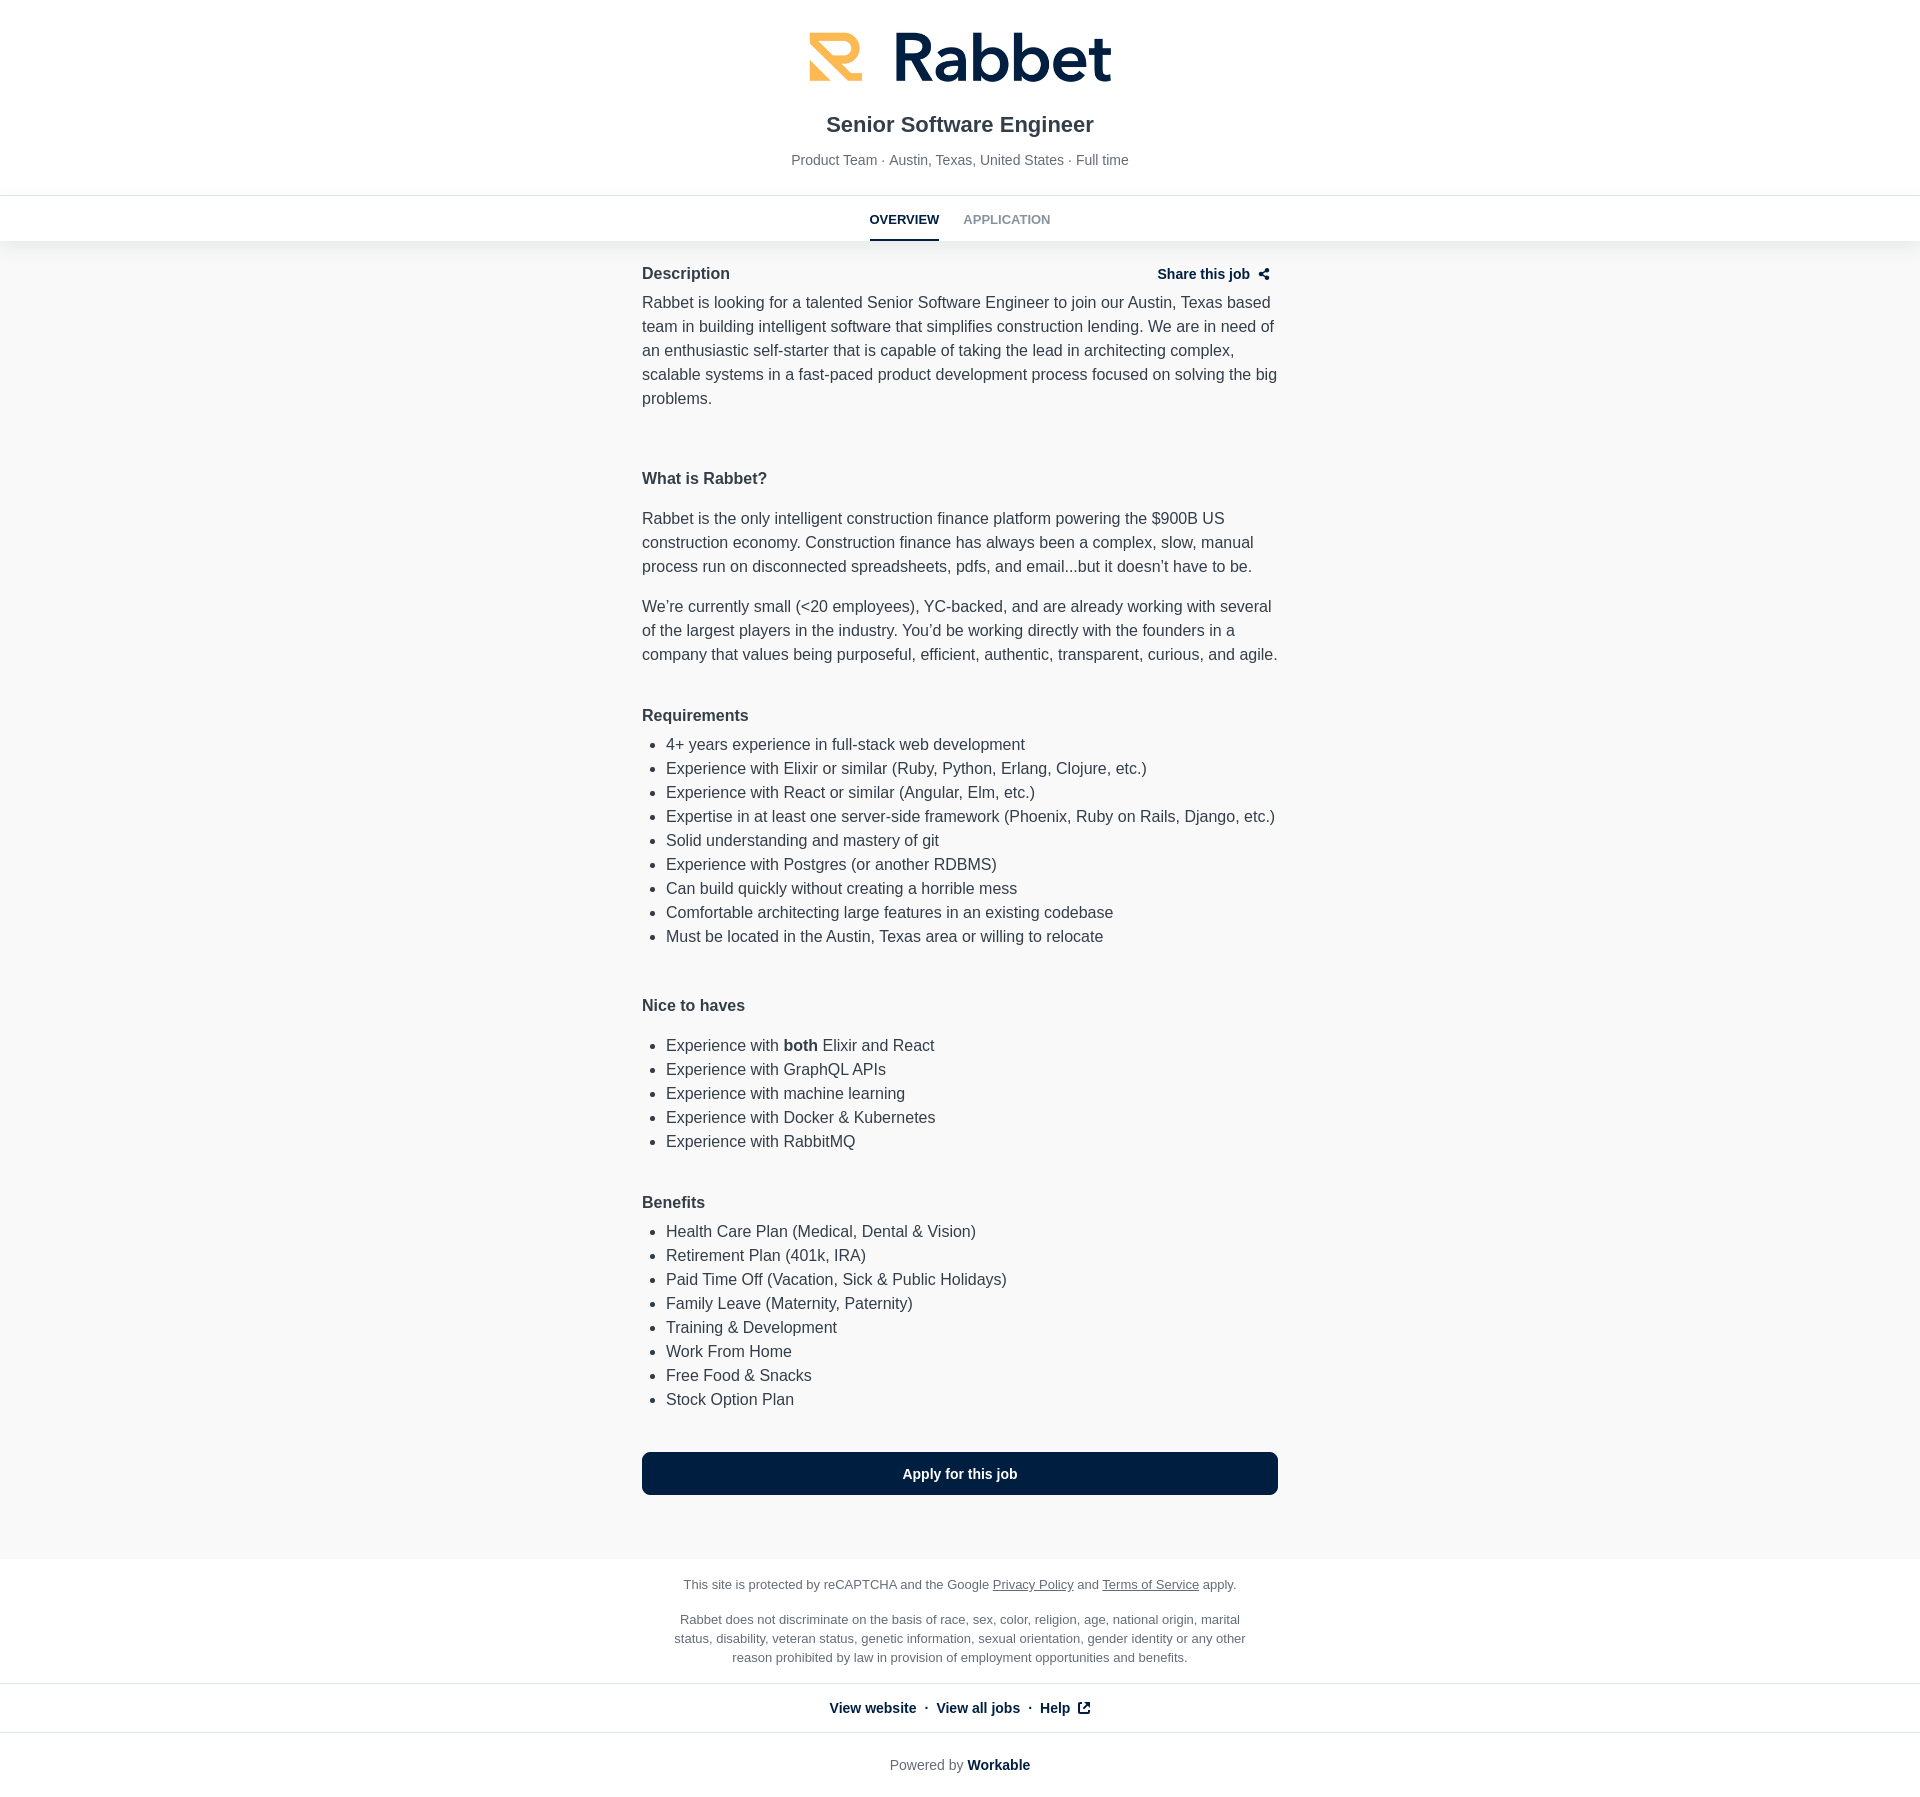 Rabbet
Senior Software Engineer
Product Team · Austin, Texas, United States · Full time
OVERVIEW APPLICATION
Description Share this job
Rabbet is looking for a talented Senior Software Engineer to join our Austin, Texas based
team in building intelligent software that simplifies construction lending. We are in need of
an enthusiastic self-starter that is capable of taking the lead in architecting complex,
scalable systems in a fast-paced product development process focused on solving the big
problems.
What is Rabbet?
Rabbet is the only intelligent construction finance platform powering the $900B US
construction economy. Construction finance has always been a complex, slow, manual
process run on disconnected spreadsheets, pdfs, and email...but it doesn’t have to be.
We’re currently small (<20 employees), YC-backed, and are already working with several
of the largest players in the industry. You’d be working directly with the founders in a
company that values being purposeful, efficient, authentic, transparent, curious, and agile.
Requirements
• 4+ years experience in full-stack web development
• Experience with Elixir or similar (Ruby, Python, Erlang, Clojure, etc.)
• Experience with React or similar (Angular, Elm, etc.)
• Expertise in at least one server-side framework (Phoenix, Ruby on Rails, Django, etc.)
• Solid understanding and mastery of git
• Experience with Postgres (or another RDBMS)
• Can build quickly without creating a horrible mess
• Comfortable architecting large features in an existing codebase
• Must be located in the Austin, Texas area or willing to relocate
Nice to haves
• Experience with both Elixir and React
• Experience with GraphQL APIs
• Experience with machine learning
• Experience with Docker & Kubernetes
• Experience with RabbitMQ
Benefits
• Health Care Plan (Medical, Dental & Vision)
• Retirement Plan (401k, IRA)
• Paid Time Off (Vacation, Sick & Public Holidays)
• Family Leave (Maternity, Paternity)
• Training & Development
• Work From Home
• Free Food & Snacks
• Stock Option Plan
Apply for this job
This site is protected by reCAPTCHA and the Google Privacy Policy and Terms of Service apply.
Rabbet does not discriminate on the basis of race, sex, color, religion, age, national origin, marital
status, disability, veteran status, genetic information, sexual orientation, gender identity or any other
reason prohibited by law in provision of employment opportunities and benefits.
View website · View all jobs · Help
Powered by Workable